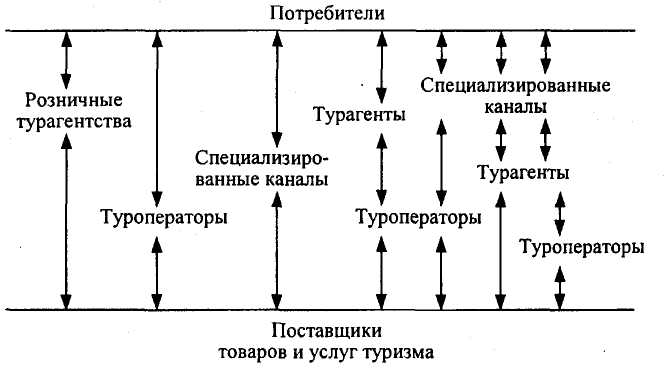 Потребители
Розничные
турагентства
Туроператоры
Специализиро-
ванные каналы
Турагенты
Туроператоры
Специализированные
каналы
Турагенты
Туроператоры
Поставщики
товаров и услуг туризма